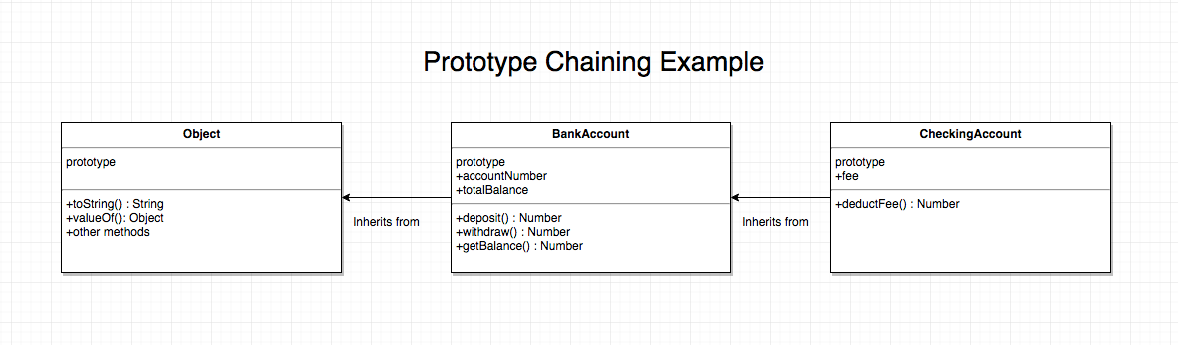 Prototype Chaining Example
Object
prototype
+toString() : String
+valueOf(): Object
+other methods
Inherits from
BankAccount
prototype
+accountNumber
+totalBalance
+deposit() : Number
+withdraw() : Number
+getBalance() : Number
Inherits from
CheckingAccount
prototype
+fee
+deductFee() : Number